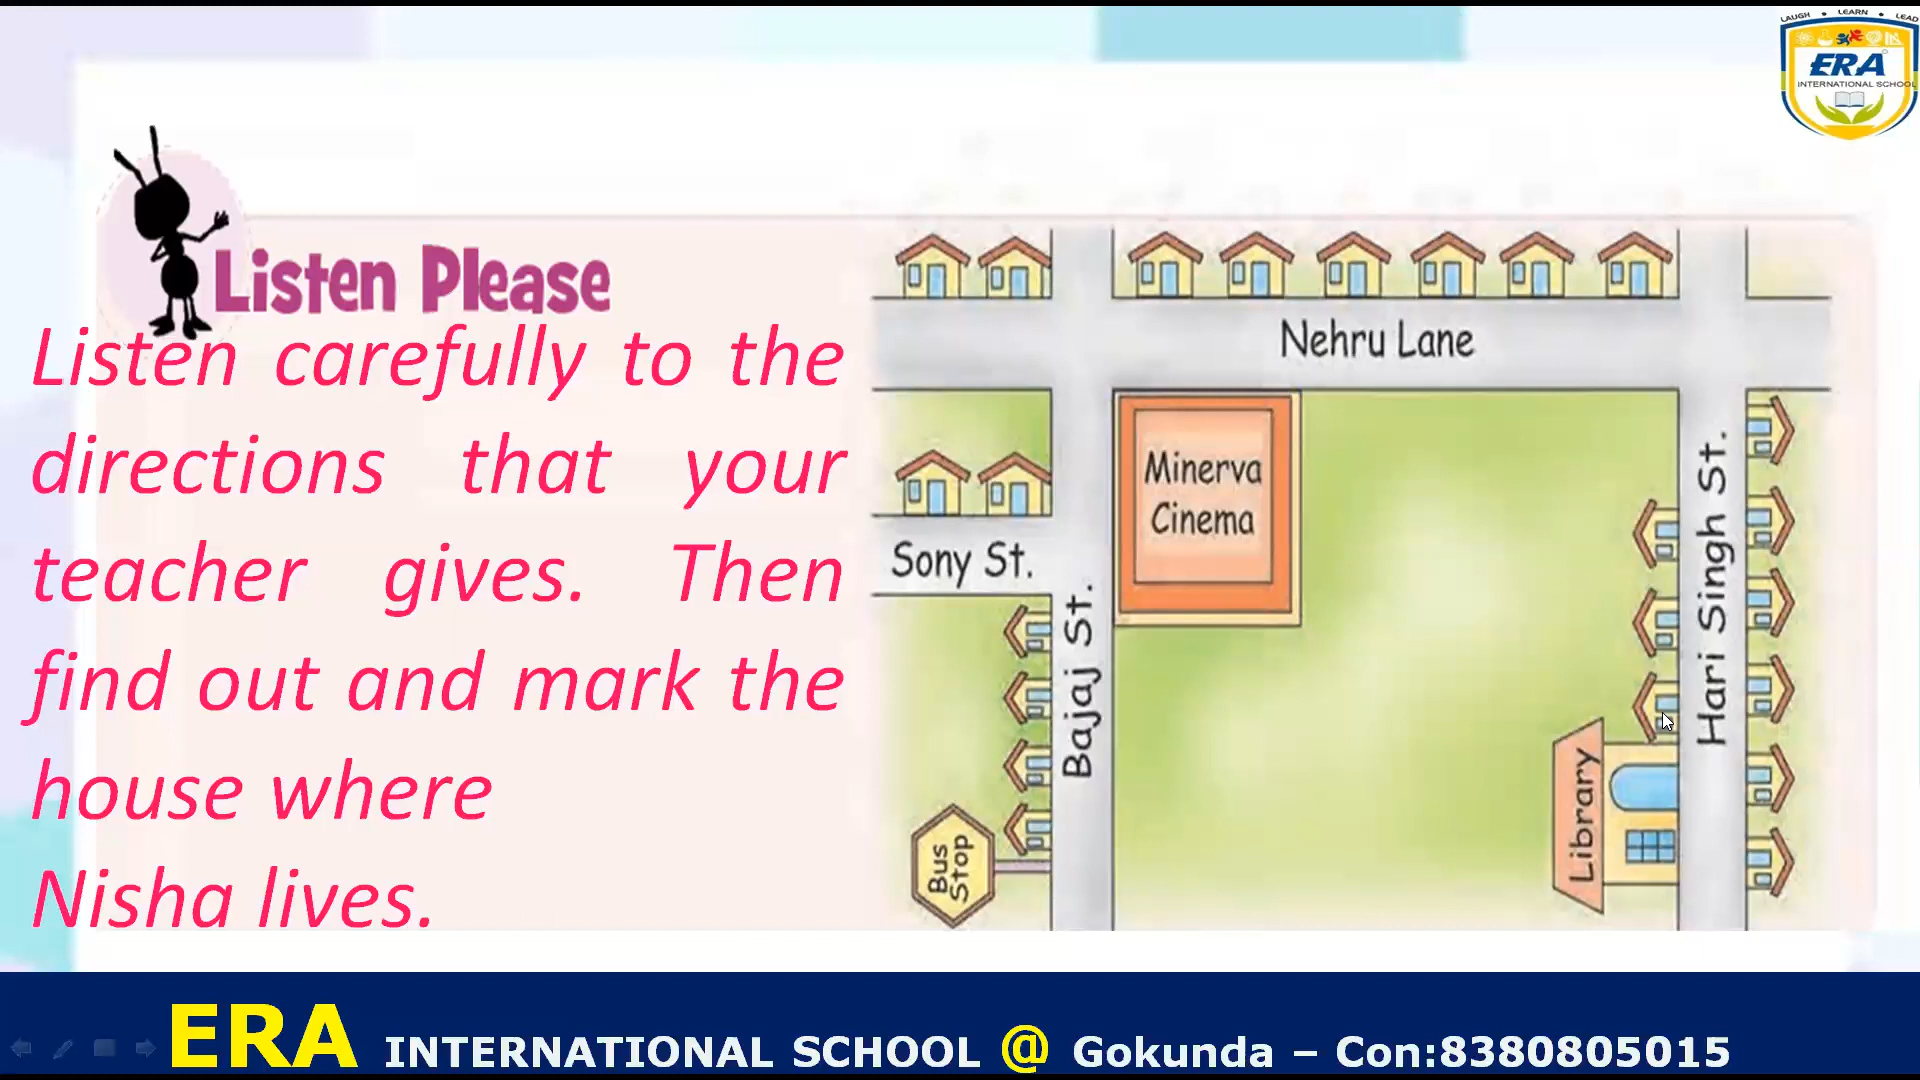 LAUGH • LEARN • LEAD
ERA
INTERNATIONAL SCHOOL
Listen Please
Listen carefully to the
directions that your
teacher gives. Then
find out and mark the
house where
Nisha lives.
Nehru Lane
Minerva
Cinema
Sony St.
Bajaj St.
Hari Singh St.
Library
Bus
Stop
ERA INTERNATIONAL SCHOOL @ Gokunda – Con:8380805015